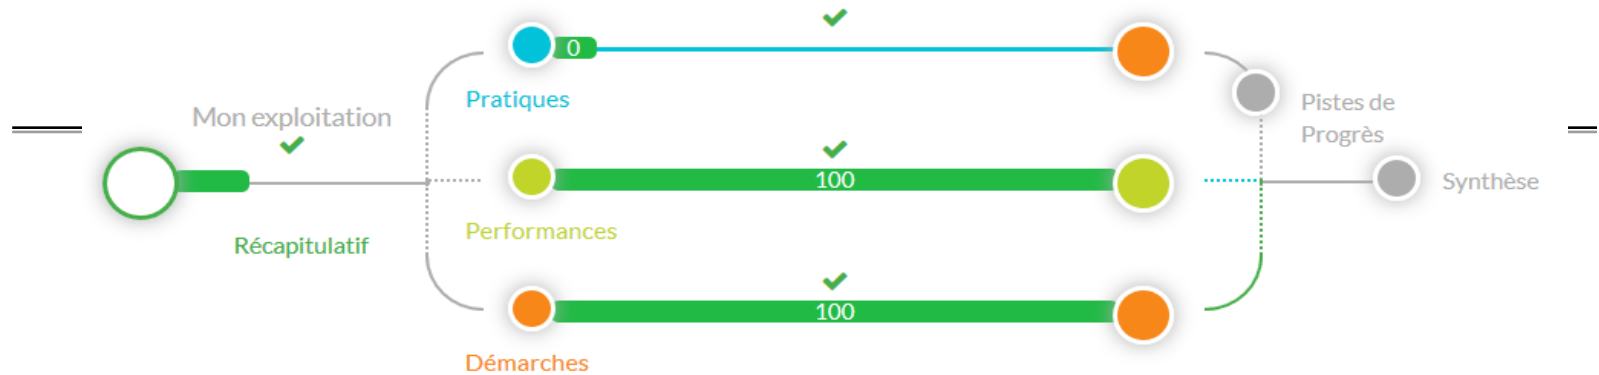 Mon exploitation
Récapitulatif
0
Pratiques
100
Performances
100
Démarches
Pistes de
Progrès
Synthèse